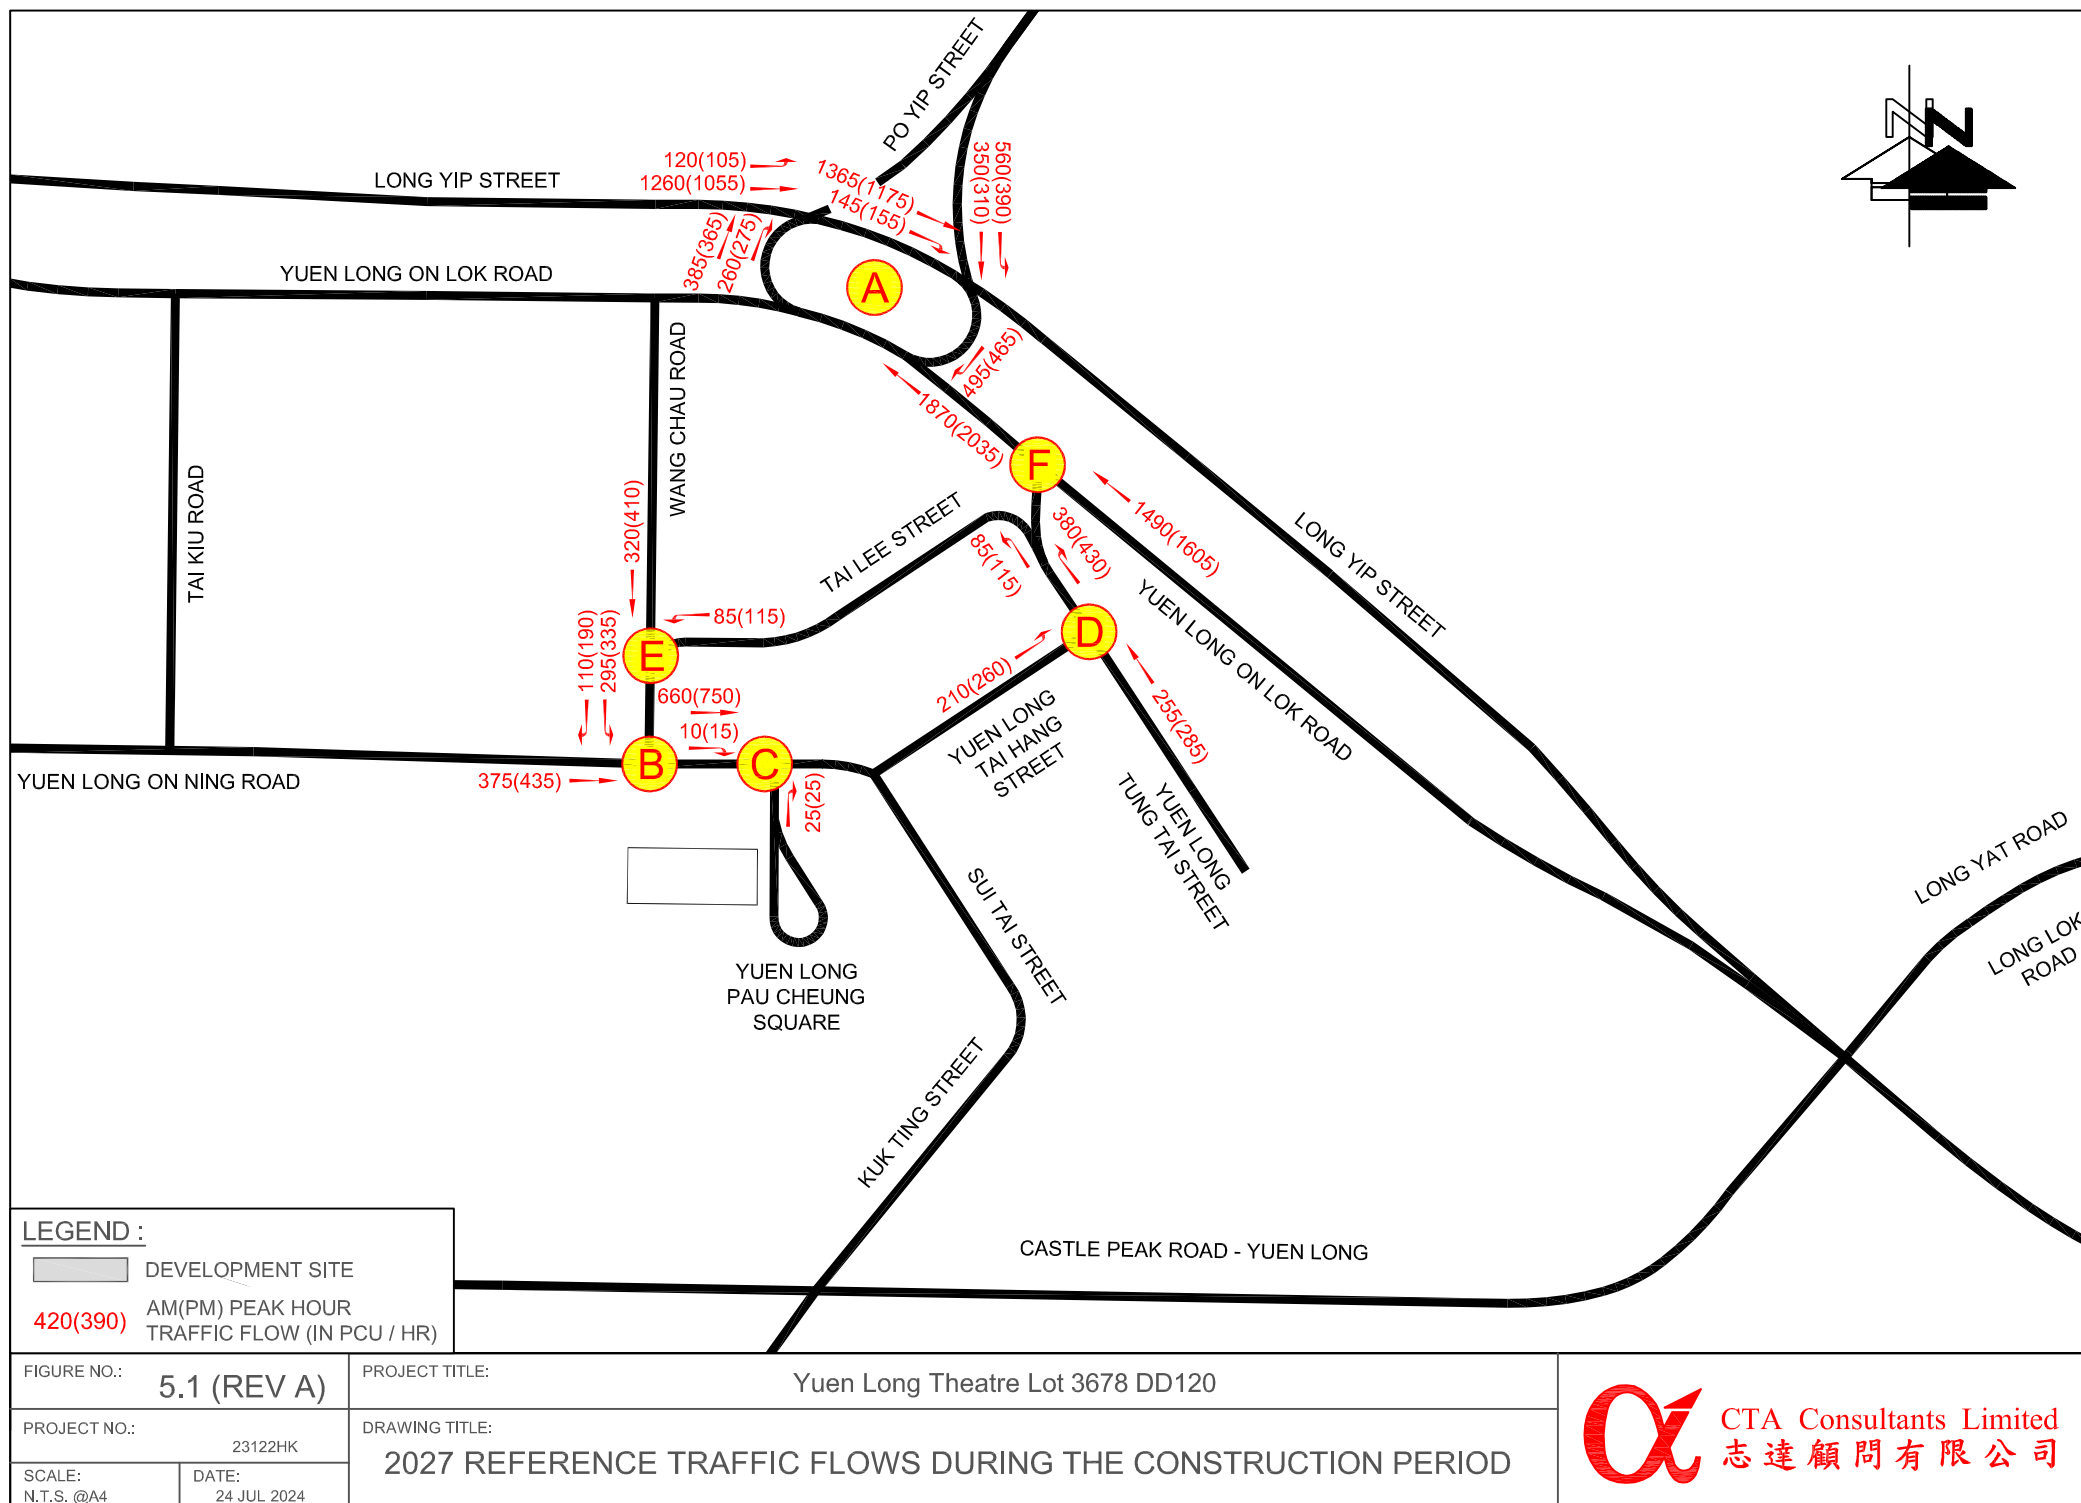 PO YIP STREET
N
LONG YIP STREET
120(105)
1260(1055)
1365(1175)
145(155)
560(390)
350(310)
385(365)
260(275)
YUEN LONG ON LOK ROAD
A
495(465)
1870(2035)
F
WANG CHAU ROAD
TAI KIU ROAD
320(410)
TAI LEE STREET
85(115)
380(430)
1490(1605)
LONG YIP STREET
YUEN LONG ON LOK ROAD
85(115)
110(190)
295(335)
E
D
660(750)
10(15)
210(260)
255(285)
YUEN LONG
TAI HANG
STREET
B
C
YUEN LONG ON NING ROAD
375(435)
25(25)
YUEN LONG
TUNG TAI STREET
SUI TAI STREET
LONG YAT ROAD
LONG LOK
ROAD
YUEN LONG
PAU CHEUNG
SQUARE
KUK TING STREET
CASTLE PEAK ROAD - YUEN LONG
LEGEND :
DEVELOPMENT SITE
420(390)
AM(PM) PEAK HOUR
TRAFFIC FLOW (IN PCU / HR)
FIGURE NO.:
5.1 (REV A)
PROJECT TITLE:
Yuen Long Theatre Lot 3678 DD120
PROJECT NO.:
23122HK
DRAWING TITLE:
2027 REFERENCE TRAFFIC FLOWS DURING THE CONSTRUCTION PERIOD
SCALE:
N.T.S. @A4
DATE:
24 JUL 2024
CTA Consultants Limited
志達顧問有限公司